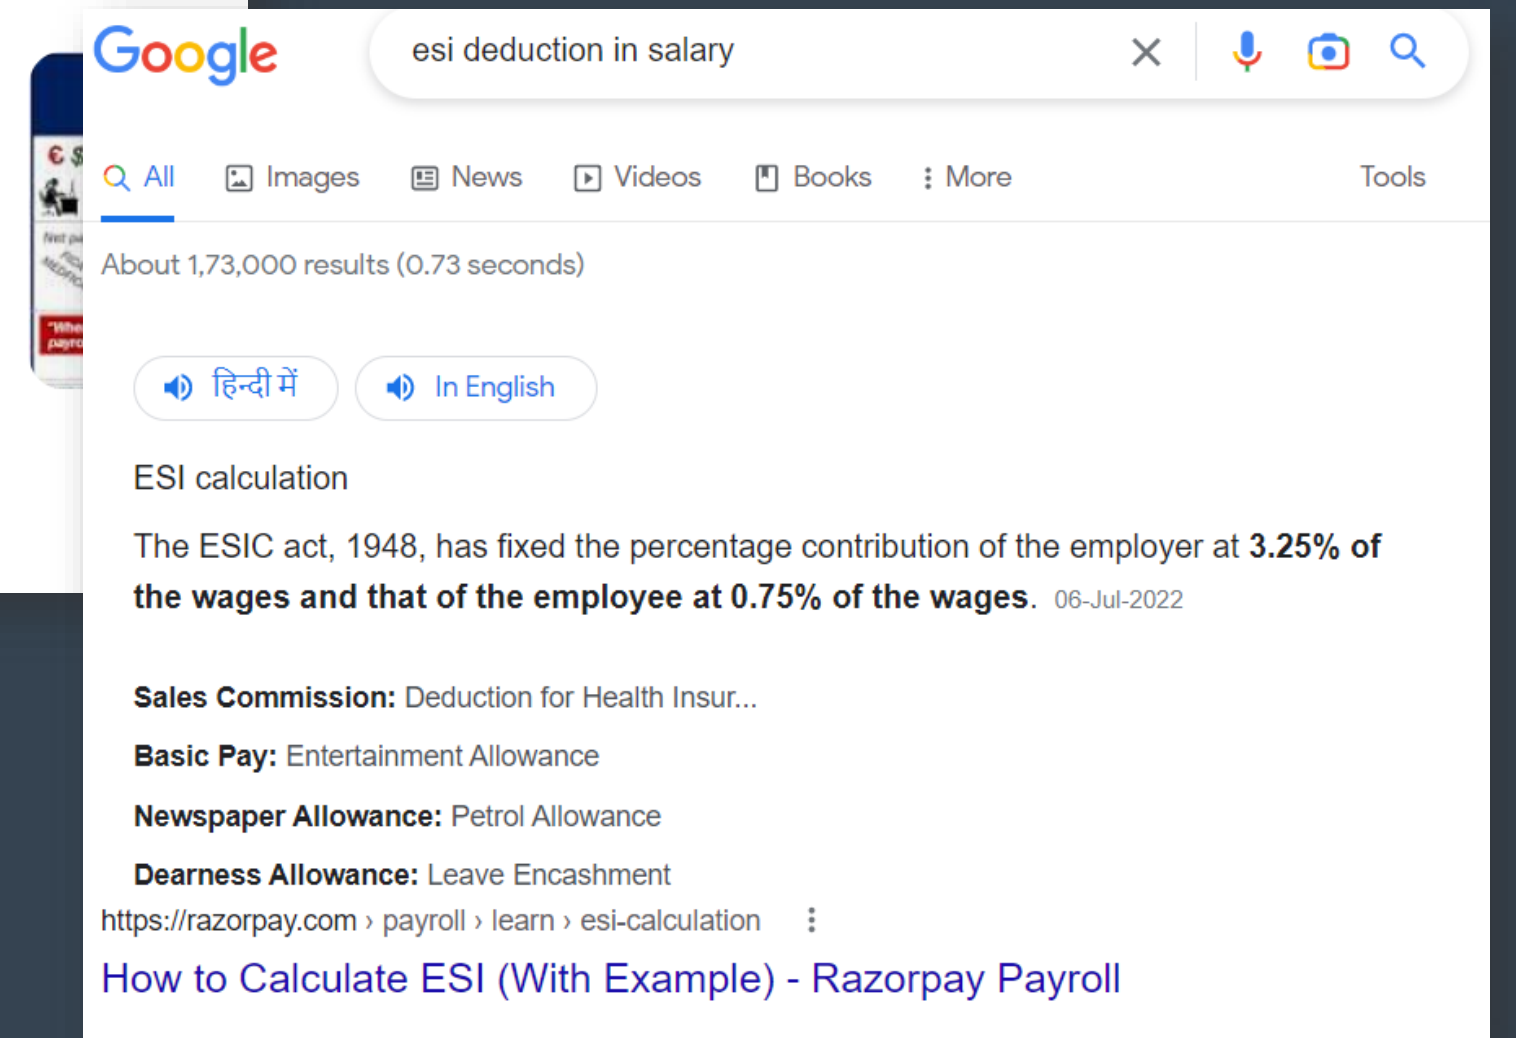 Google
esi deduction in salary
All Images News Videos Books More Tools
About 1,73,000 results (0.73 seconds)
हिन्दी में In English
ESI calculation
The ESIC act, 1948, has fixed the percentage contribution of the employer at 3.25% of
the wages and that of the employee at 0.75% of the wages. 06-Jul-2022
Sales Commission: Deduction for Health Insur...
Basic Pay: Entertainment Allowance
Newspaper Allowance: Petrol Allowance
Dearness Allowance: Leave Encashment
https://razorpay.com › payroll › learn › esi-calculation
How to Calculate ESI (With Example) - Razorpay Payroll
€ $
Net